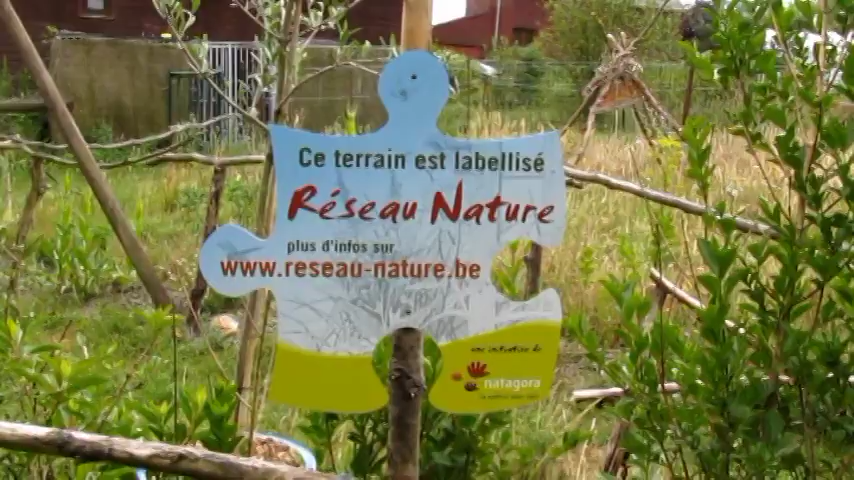 Ce terrain est labellisé
Réseau Nature
plus d'infos sur
www.reseau-nature.be
une initiative de
natagora